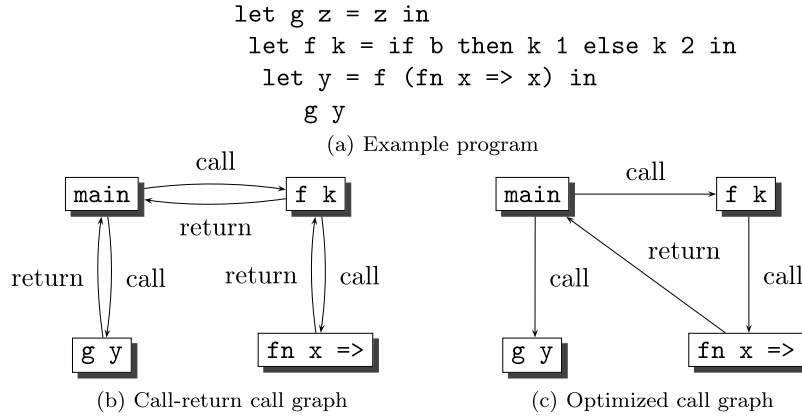 let g z = z in
let f k = if b then k 1 else k 2 in
let y = f (fn x => x) in
g y
(a) Example program
call
main
f k
return
return
call
return
call
g y
fn x =>
(b) Call-return call graph
main
call
f k
return
call
call
g y
fn x =>
(c) Optimized call graph